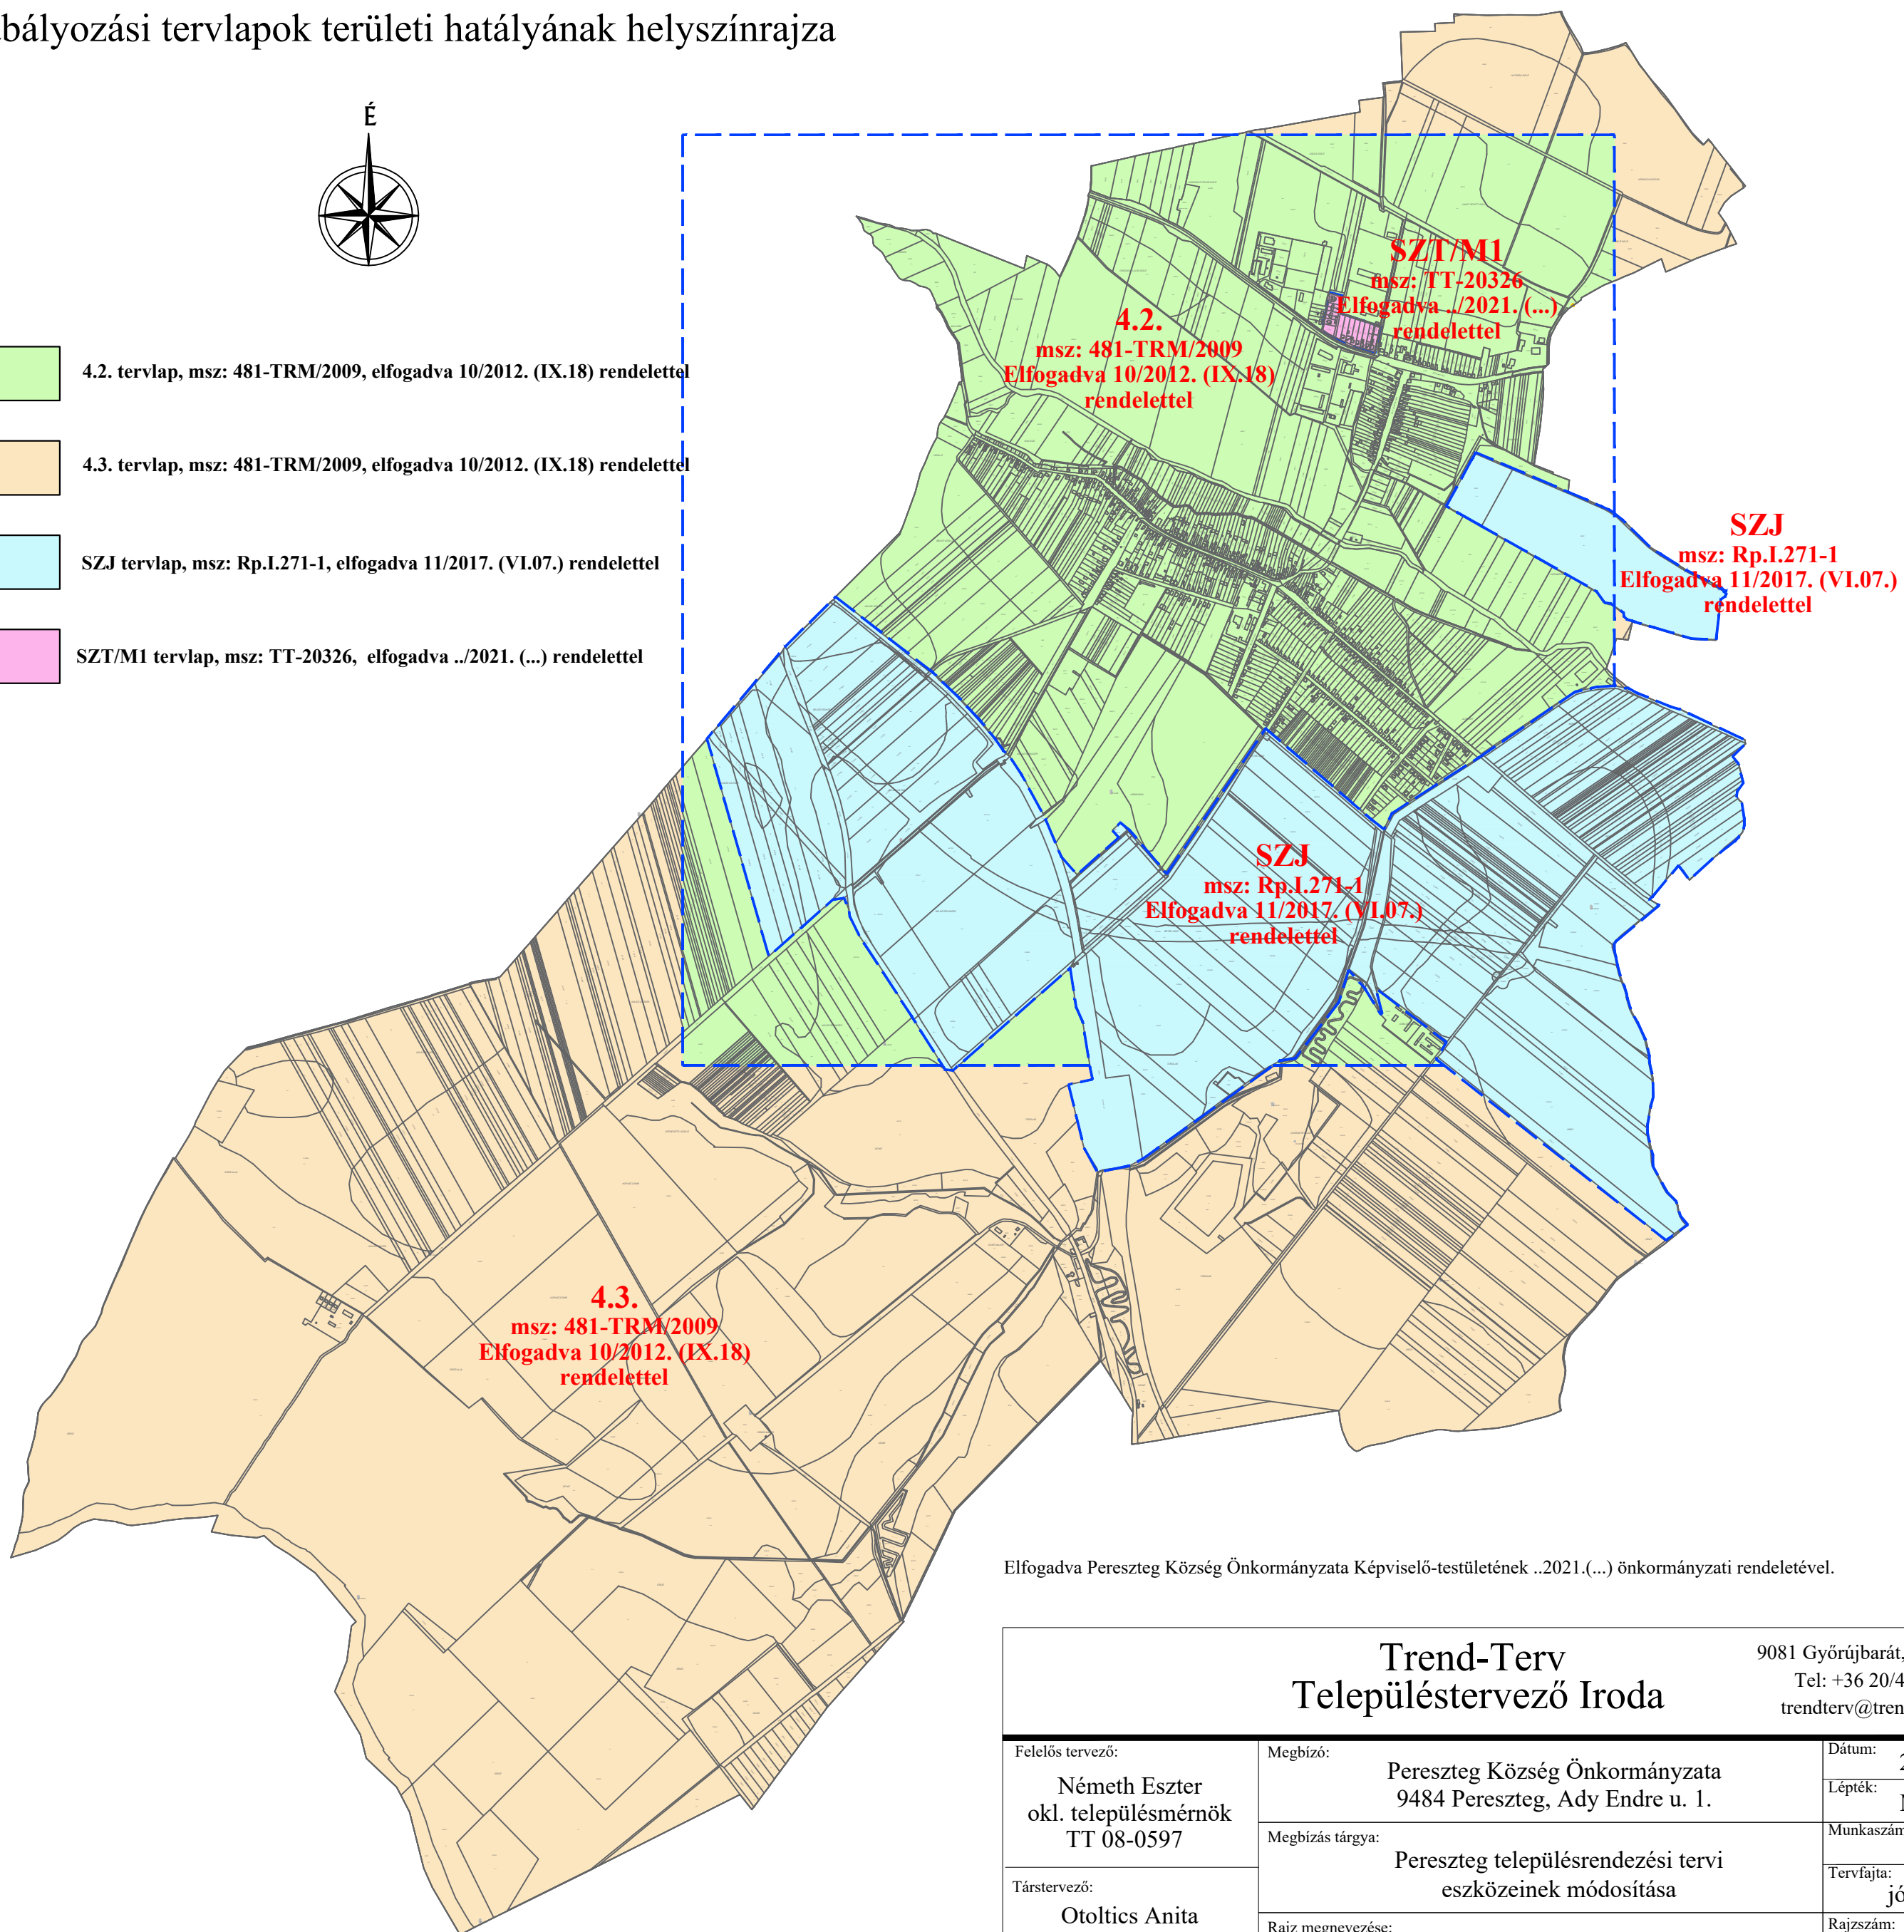 bályozási tervlapok területi hatályának helyszínrajza
É
4.2. tervlap, msz: 481-TRM/2009, elfogadva 10/2012. (IX.18) rendelettel
4.3. tervlap, msz: 481-TRM/2009, elfogadva 10/2012. (IX.18) rendelettel
SZJ tervlap, msz: Rp.I.271-1, elfogadva 11/2017. (VI.07.) rendelettel
SZT/M1 tervlap, msz: TT-20326, elfogadva ../2021. (...) rendelettel
SZT/M1
msz: TT-20326
Elfogadva ../2021. (...)
rendelettel
4.2.
msz: 481-TRM/2009
Elfogadva 10/2012. (IX.18)
rendelettel
SZJ
msz: Rp.I.271-1
Elfogadva 11/2017. (VI.07.)
rendelettel
SZJ
msz: Rp.I.271-1
Elfogadva 11/2017. (VI.07.)
rendelettel
4.3.
msz: 481-TRM/2009
Elfogadva 10/2012. (IX.18)
rendelettel
Elfogadva Pereszteg Község Önkormányzata Képviselő-testületének ..2021.(...) önkormányzati rendeletével.
Trend-Terv
Településtervező Iroda
9081 Győrújbarát,
Tel: +36 20/4
trendterv@tren
Felelős tervező:
Németh Eszter
okl. településmérnök
TT 08-0597
Társtervező:
Otoltics Anita
Megbízó:
Pereszteg Község Önkormányzata
9484 Pereszteg, Ady Endre u. 1.
Megbízás tárgya:
Pereszteg településrendezési tervi
eszközeinek módosítása
Rajz megnevezése:
Dátum:
Lépték:
Munkaszám
Tervfajta:
jó
Rajzszám: